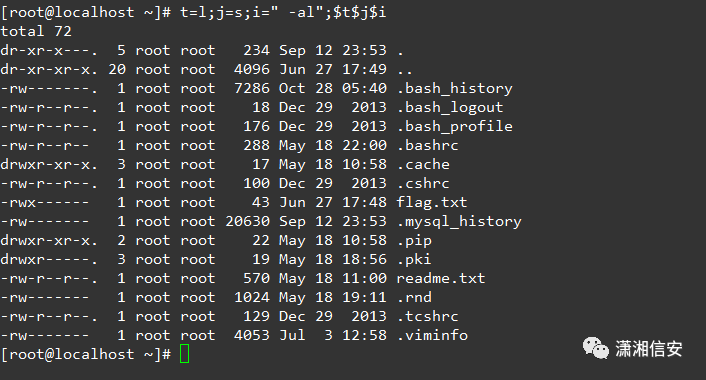 [root@localhost ~]# t=l;j=s;i=" -al";$t$j$i
total 72
dr-xr-x---.  5 root root   234 Sep 12 23:53 .
dr-xr-xr-x. 20 root root  4096 Jun 27 17:49 ..
-rw-------.  1 root root  7286 Oct 28 05:40 .bash_history
-rw-r--r--.  1 root root    18 Dec 29  2013 .bash_logout
-rw-r--r--.  1 root root   176 Dec 29  2013 .bash_profile
-rw-r--r--   1 root root   288 May 18 22:00 .bashrc
drwxr-xr-x.  3 root root    17 May 18 10:58 .cache
-rw-r--r--.  1 root root   100 Dec 29  2013 .cshrc
-rwx------   1 root root    43 Jun 27 17:48 flag.txt
-rw-------   1 root root 20630 Sep 12 23:53 .mysql_history
drwxr-xr-x.  2 root root    22 May 18 10:58 .pip
drwxr-----.  3 root root    19 May 18 18:56 .pki
-rw-r--r--   1 root root   570 May 18 11:00 readme.txt
-rw-------   1 root root  1024 May 18 19:11 .rnd
-rw-r--r--.  1 root root   129 Dec 29  2013 .tcshrc
-rw-------   1 root root  4053 Jul  3 12:58 .viminfo
[root@localhost ~]#
潇湘信安